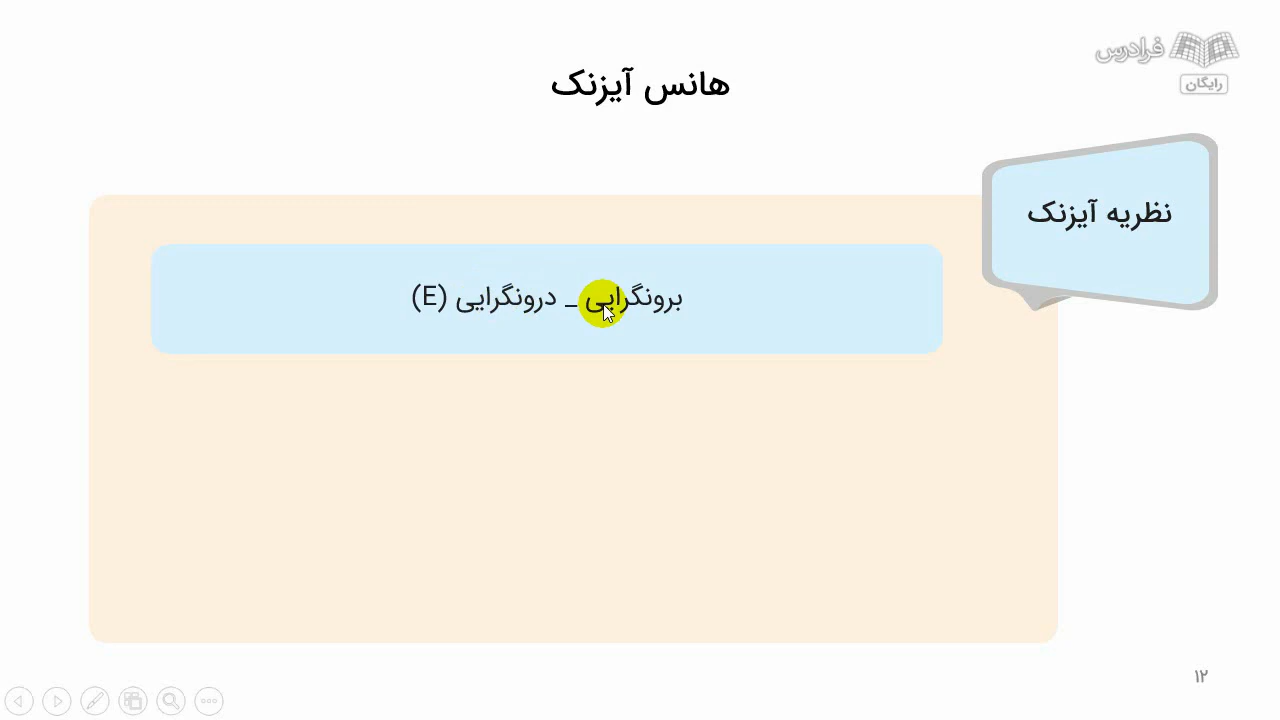 فرادرس
رایگان
هانس آیزنک
نظریه آیزنک
برونگرایی _ درونگرایی (E)
۱۲